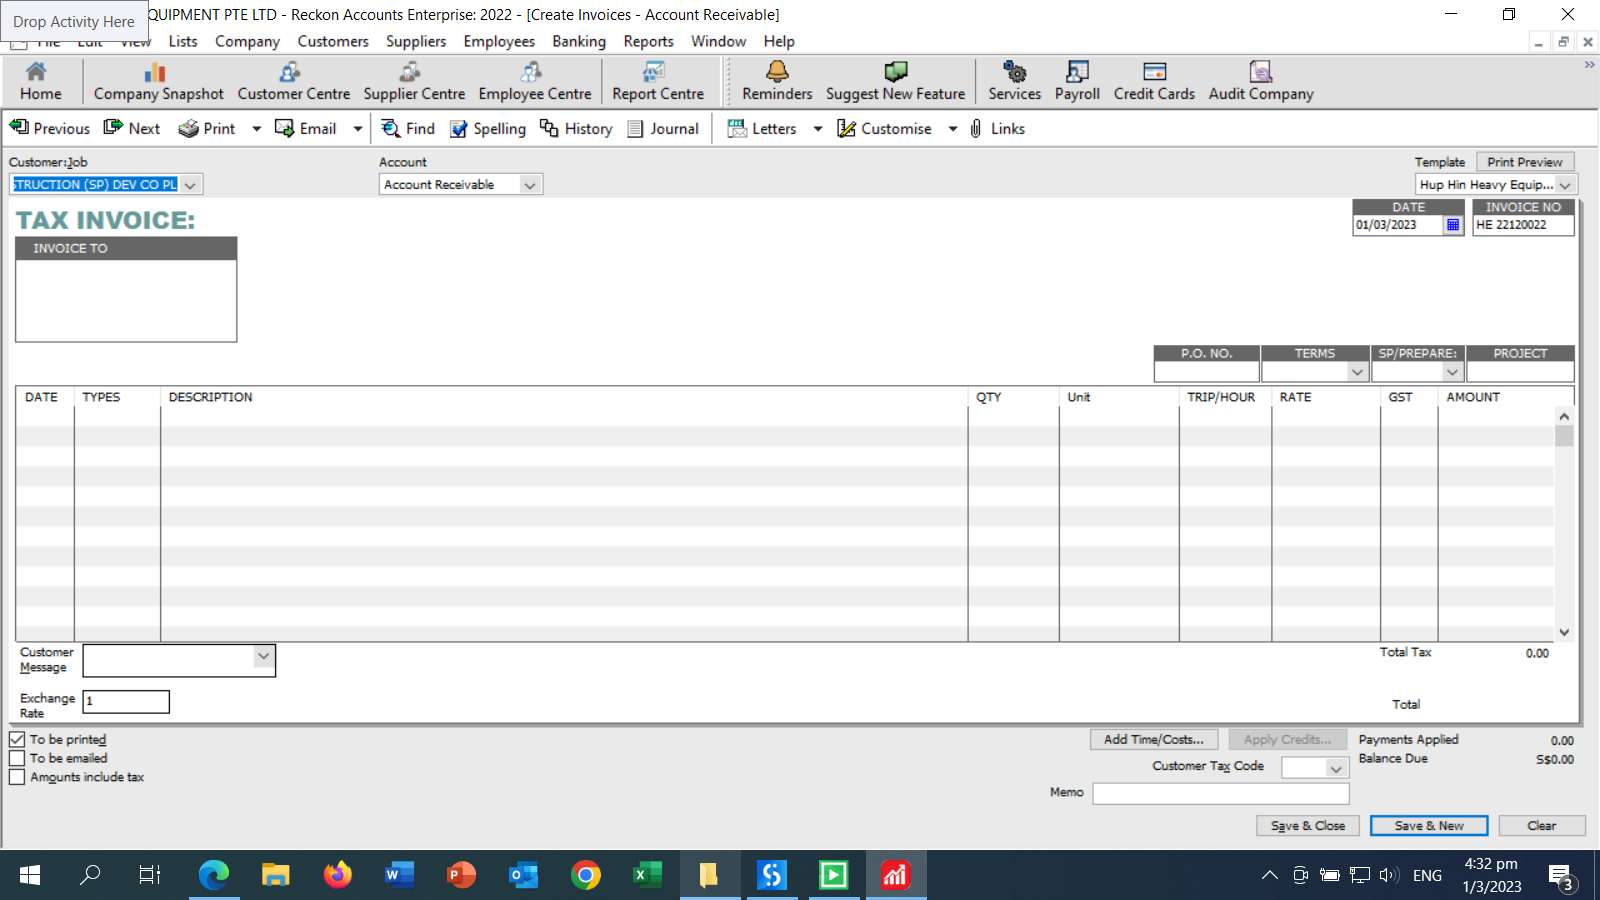 Drop Activity Here
QUIPMENT PTE LTD - Reckon Accounts Enterprise: 2022 - [Create Invoices - Account Receivable]
File Edit View Lists Company Customers Suppliers Employees Banking Reports Window Help
Home Company Snapshot Customer Centre Supplier Centre Employee Centre Report Centre Reminders Suggest New Feature Services Payroll Credit Cards Audit Company
Previous Next Print Email Find Spelling History Journal Letters Customise Links
Customer:Job Account Template Print Preview
STRUCTION (SP) DEV CO PL Account Receivable Hup Hin Heavy Equip...
TAX INVOICE:
DATE INVOICE NO
01/03/2023 HE 22120022
INVOICE TO
P.O. NO. TERMS SP/PREPARE: PROJECT
DATE TYPES DESCRIPTION QTY Unit TRIP/HOUR RATE GST AMOUNT
Customer Message
Total Tax 0.00
Exchange Rate 1
Total
To be printed
To be emailed
Amounts include tax
Add Time/Costs... Apply Credits... Payments Applied 0.00
Customer Tax Code Balance Due S$0.00
Memo
Save & Close Save & New Clear
4:32 pm
ENG
1/3/2023
3